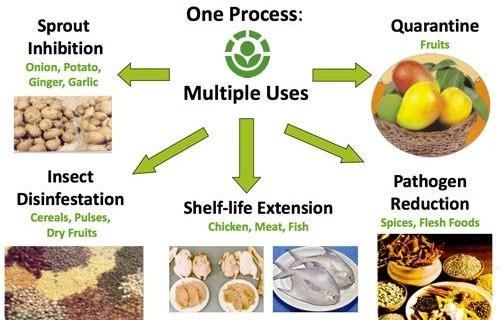 One Process:
Multiple Uses
Sprout
Inhibition
Onion, Potato,
Ginger, Garlic
Quarantine
Fruits
Insect
Disinfestation
Cereals, Pulses,
Dry Fruits
Shelf-life Extension
Chicken, Meat, Fish
Pathogen
Reduction
Spices, Flesh Foods